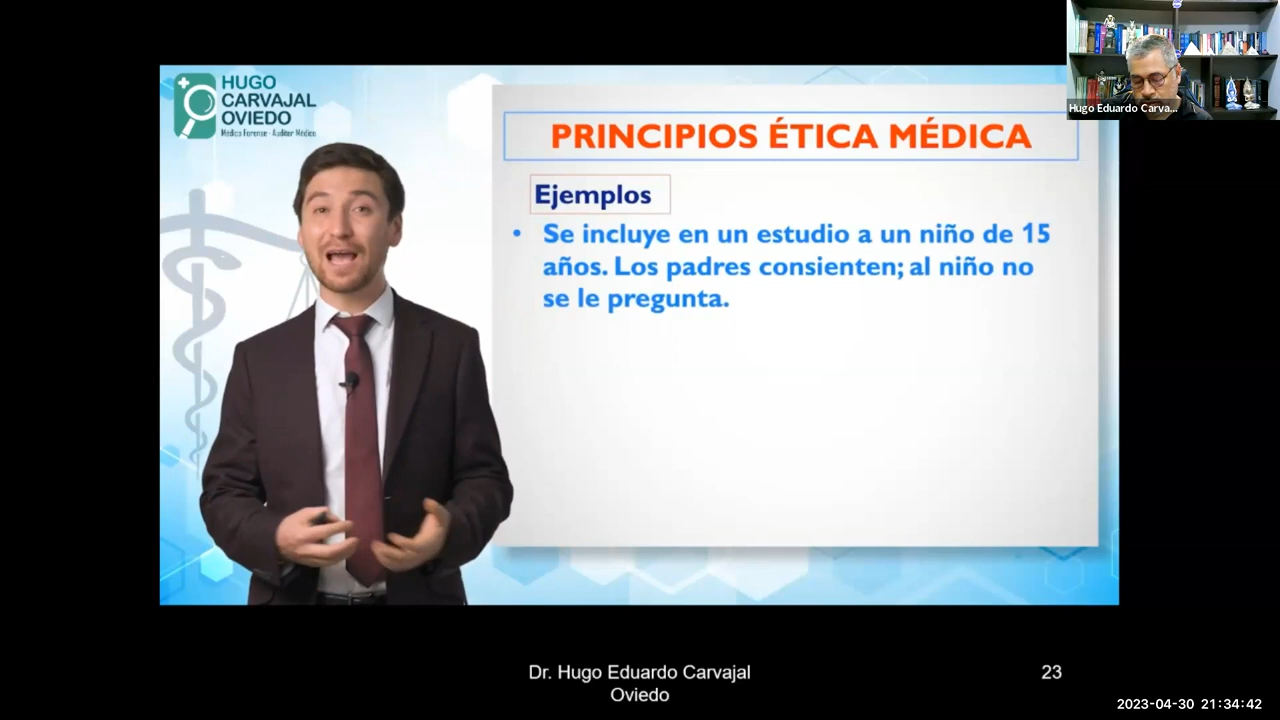 HUGO
CARVAJAL
OVIEDO
Médico Forense - Auditor Médico
Hugo Eduardo Carva...
PRINCIPIOS ÉTICA MÉDICA
Ejemplos
• Se incluye en un estudio a un niño de 15
años. Los padres consienten; al niño no
se le pregunta.
Dr. Hugo Eduardo Carvajal
Oviedo
23
2023-04-30 21:34:42